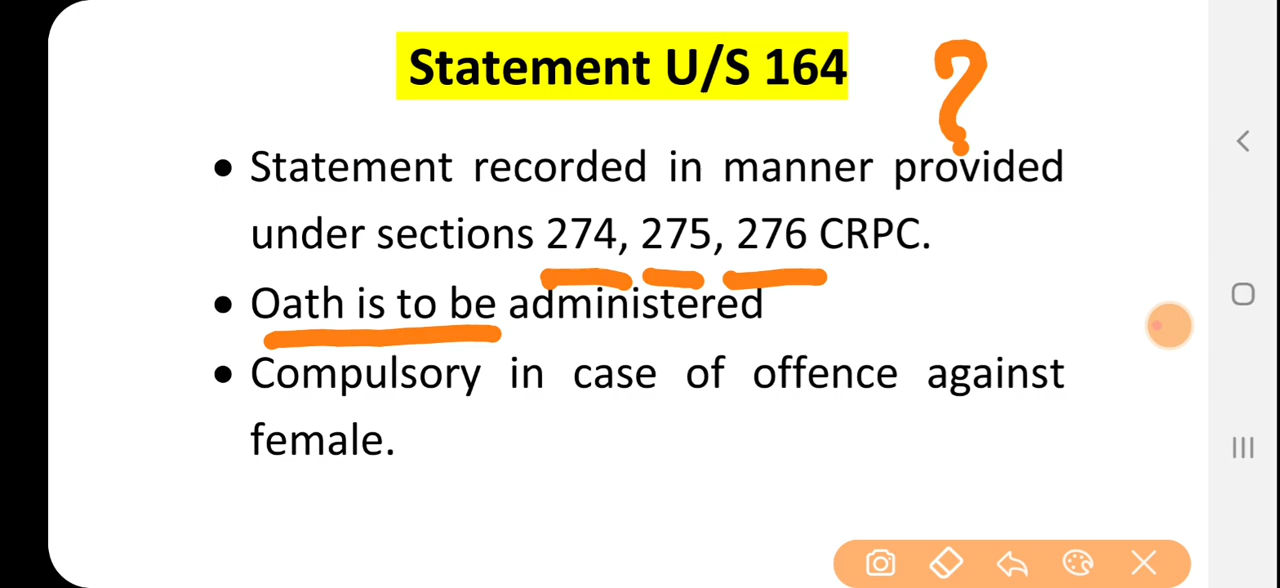 Statement U/S 164
?
• Statement recorded in manner provided
under sections 274, 275, 276 CRPC.
• Oath is to be administered
• Compulsory in case of offence against
female.